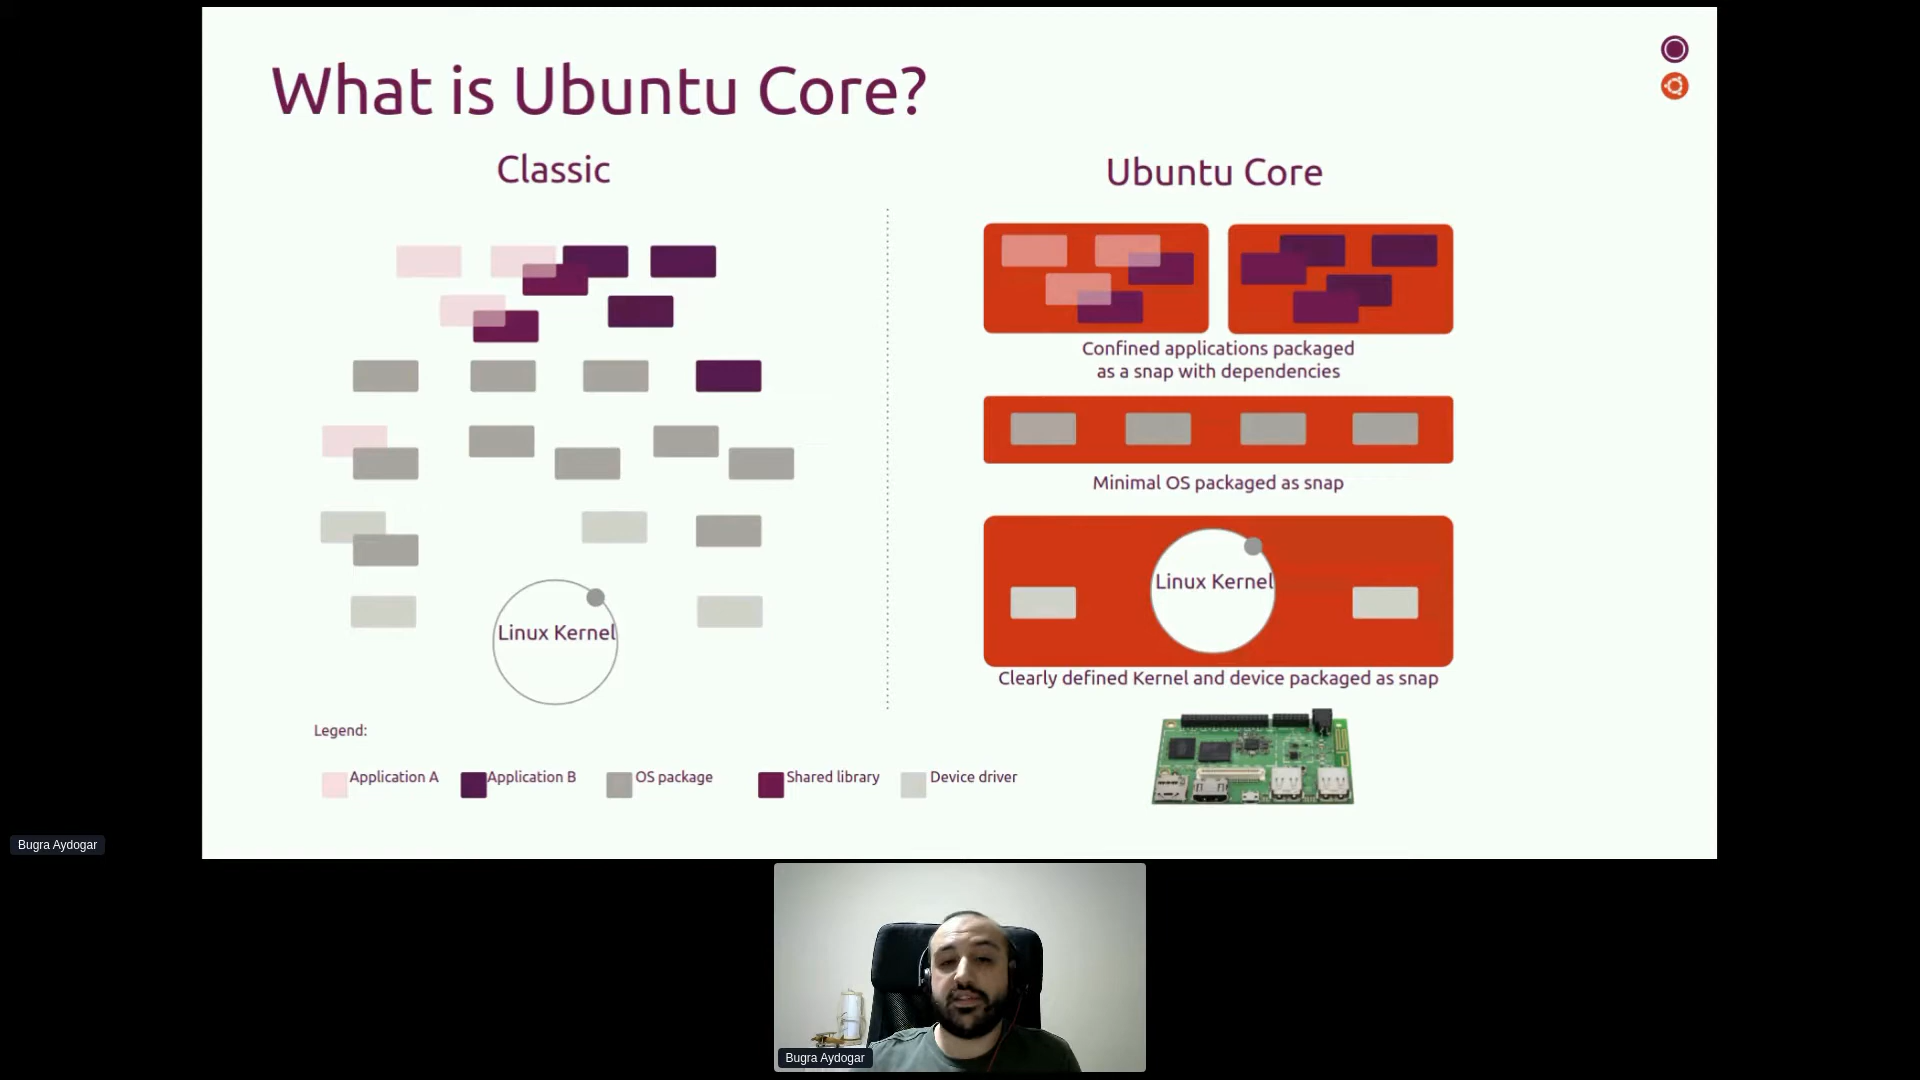 What is Ubuntu Core?
Classic
Ubuntu Core
Confined applications packaged
as a snap with dependencies
Minimal OS packaged as snap
Linux Kernel
Clearly defined Kernel and device packaged as snap
Linux Kernel
Legend:
Application A
Application B
OS package
Shared library
Device driver
Bugra Aydogar
Bugra Aydogar